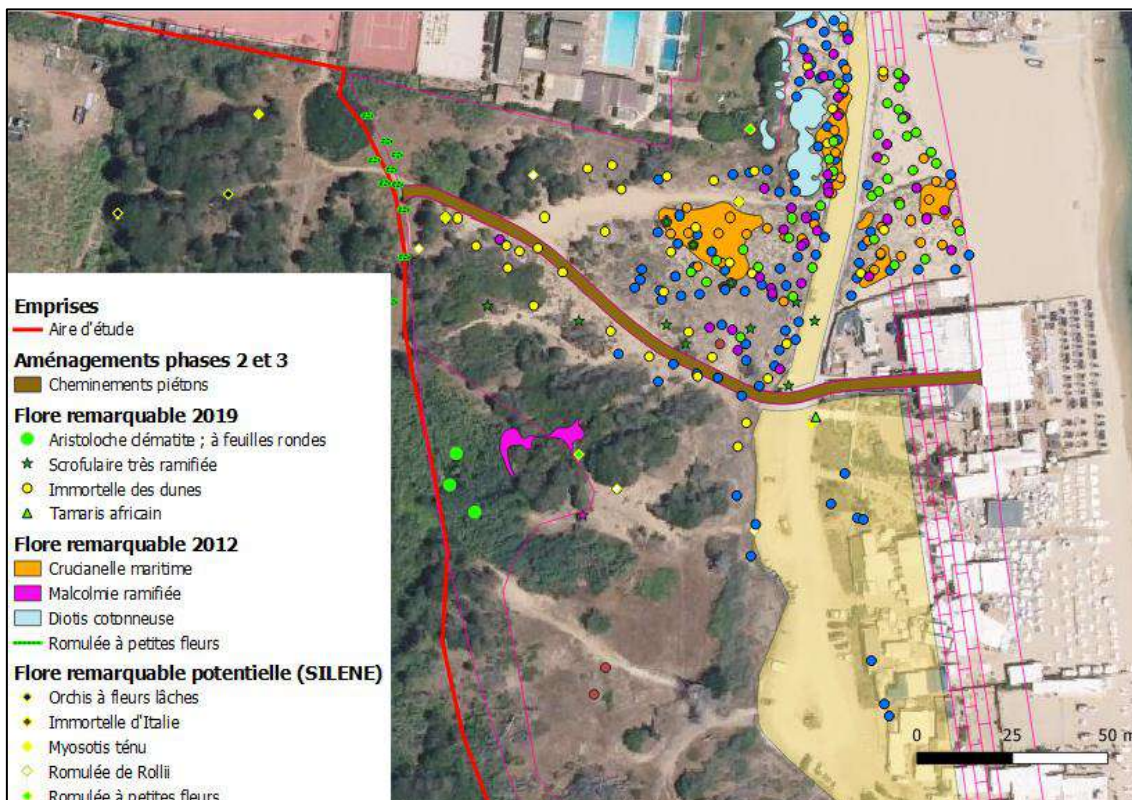 Emprises
Aire d'étude
Aménagements phases 2 et 3
Cheminements piétons
Flore remarquable 2019
Aristoloche clématite ; à feuilles rondes
Scrofulaire très ramifiée
Immortelle des dunes
Tamaris africain
Flore remarquable 2012
Crucianelle maritime
Malcolmie ramifiée
Diotis cotonneuse
Romulée à petites fleurs
Flore remarquable potentielle (SILENE)
Orchis à fleurs lâches
Immortelle d'Italie
Myosotis ténu
Romulée de Rollii
Romulée à petites fleurs
0 25 50 m